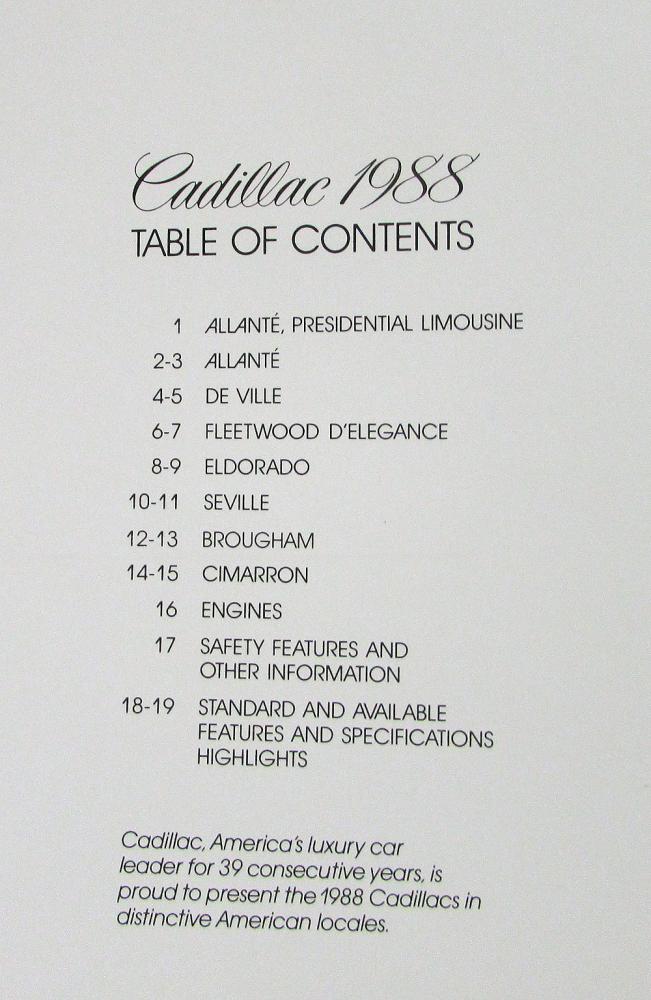 Cadillac 1988
TABLE OF CONTENTS
1 ALLANTÉ, PRESIDENTIAL LIMOUSINE
2-3 ALLANTÉ
4-5 DE VILLE
6-7 FLEETWOOD D'ELEGANCE
8-9 ELDORADO
10-11 SEVILLE
12-13 BROUGHAM
14-15 CIMARRON
16 ENGINES
17 SAFETY FEATURES AND
OTHER INFORMATION
18-19 STANDARD AND AVAILABLE
FEATURES AND SPECIFICATIONS
HIGHLIGHTS
Cadillac, America's luxury car
leader for 39 consecutive years, is
proud to present the 1988 Cadillacs in
distinctive American locales.